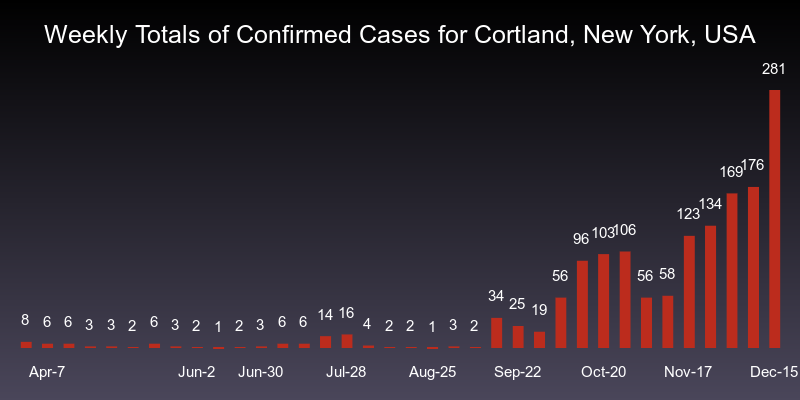 Weekly Totals of Confirmed Cases for Cortland, New York, USA
281
169 176
123 134
96 103 106
56 56 58
34 25 19
8 6 6 3 3 2 6 3 2 1 2 3 6 6 14 16 4 2 2 1 3 2
Apr-7 Jun-2 Jun-30 Jul-28 Aug-25 Sep-22 Oct-20 Nov-17 Dec-15